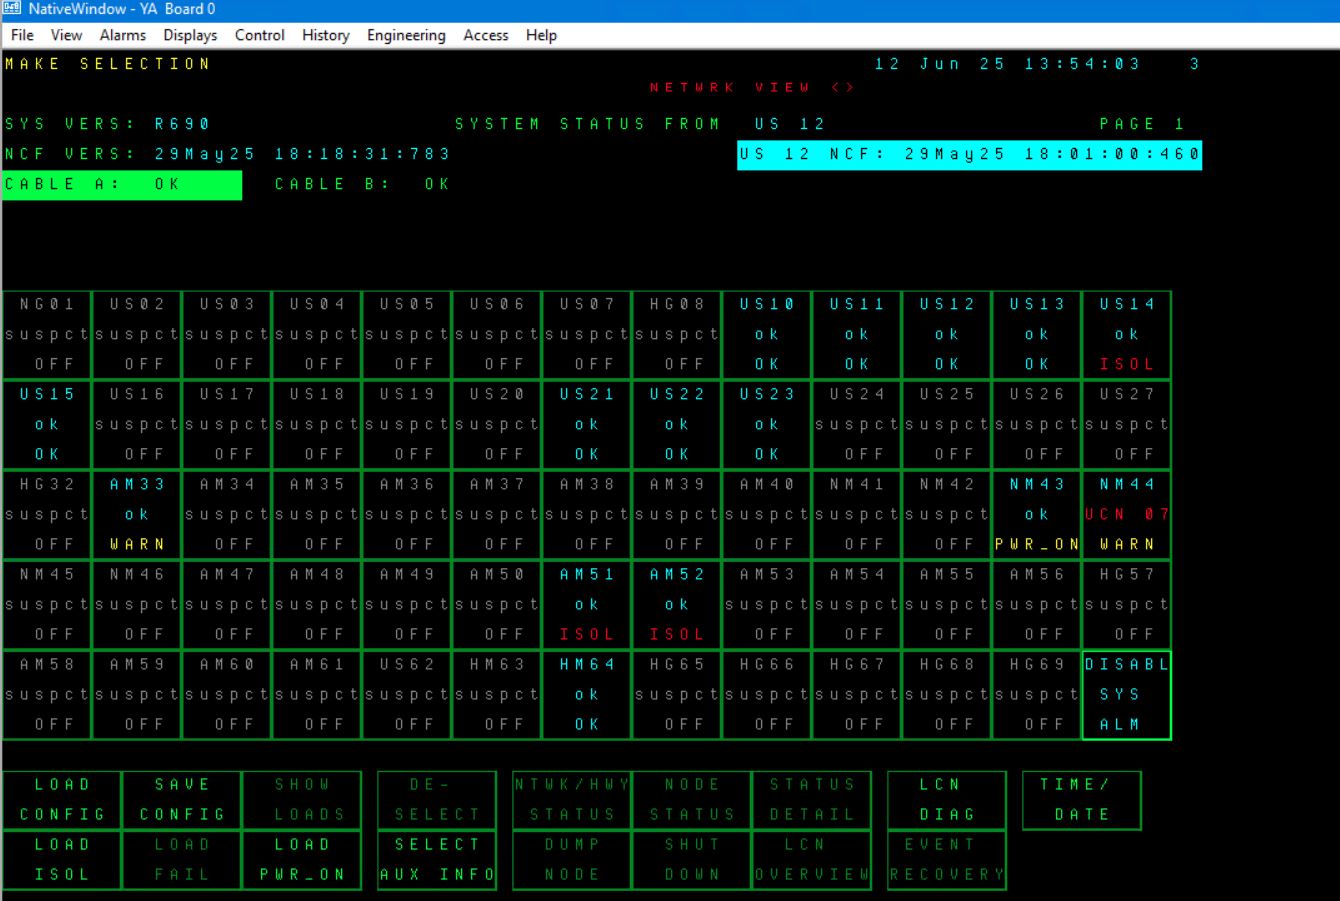 NativeWindow - YA Board 0
File View Alarms Displays Control History Engineering Access Help
MAKE SELECTION 12 Jun 25 13:54:03 3
NETWRK VIEW <>
SYS VERS: R690 SYSTEM STATUS FROM US 12 PAGE 1
NCF VERS: 29May25 18:18:31:783 US 12 NCF: 29May25 18:01:00:460
CABLE A: OK CABLE B: OK
NG01 US02 US03 US04 US05 US06 US07 HG08 US10 US11 US12 US13 US14
suspct suspct suspct suspct suspct suspct suspct suspct ok ok ok ok ok
OFF OFF OFF OFF OFF OFF OFF OFF OK OK OK OK ISOL
US15 US16 US17 US18 US19 US20 US21 US22 US23 US24 US25 US26 US27
ok suspct suspct suspct suspct suspct ok ok ok suspct suspct suspct suspct
OK OFF OFF OFF OFF OFF OK OK OK OFF OFF OFF OFF
HG32 AM33 AM34 AM35 AM36 AM37 AM38 AM39 AM40 NM41 NM42 NM43 NM44
suspct ok suspct suspct suspct suspct suspct suspct suspct suspct suspct ok UCN 07
OFF WARN OFF OFF OFF OFF OFF OFF OFF OFF OFF PWR_ON WARN
NM45 NM46 AM47 AM48 AM49 AM50 AM51 AM52 AM53 AM54 AM55 AM56 HG57
suspct suspct suspct suspct suspct suspct ok ok suspct suspct suspct suspct suspct
OFF OFF OFF OFF OFF OFF ISOL ISOL OFF OFF OFF OFF OFF
AM58 AM59 AM60 AM61 US62 HM63 HM64 HG65 HG66 HG67 HG68 HG69 DISABL
suspct suspct suspct suspct suspct suspct ok suspct suspct suspct suspct suspct SYS
OFF OFF OFF OFF OFF OFF OK OFF OFF OFF OFF OFF ALM
LOAD SAVE SHOW DE- NTWK/HWY NODE STATUS LCN TIME/
CONFIG CONFIG LOADS SELECT STATUS STATUS DETAIL DIAG DATE
LOAD LOAD LOAD SELECT DUMP SHUT LCN EVENT
ISOL FAIL PWR_ON AUX INFO NODE DOWN OVERVIEW RECOVERY